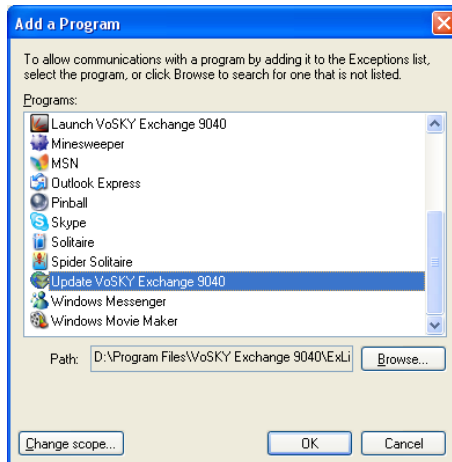 Add a Program
To allow communications with a program by adding it to the Exceptions list,
select the program, or click Browse to search for one that is not listed.
Programs:
Launch VoSKY Exchange 9040
Minesweeper
MSN
Outlook Express
Pinball
Skype
Solitaire
Spider Solitaire
Update VoSKY Exchange 9040
Windows Messenger
Windows Movie Maker
Path: D:\Program Files\VoSKY Exchange 9040\ExLi Browse...
Change scope... OK Cancel